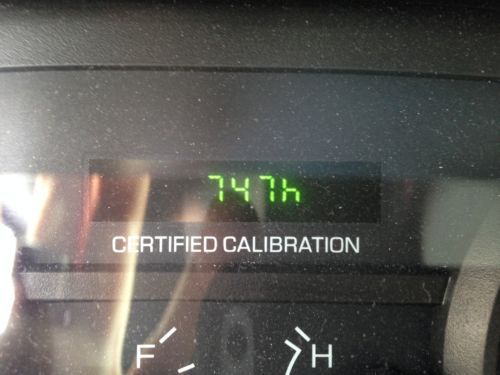 747h
CERTIFIED CALIBRATION
F H